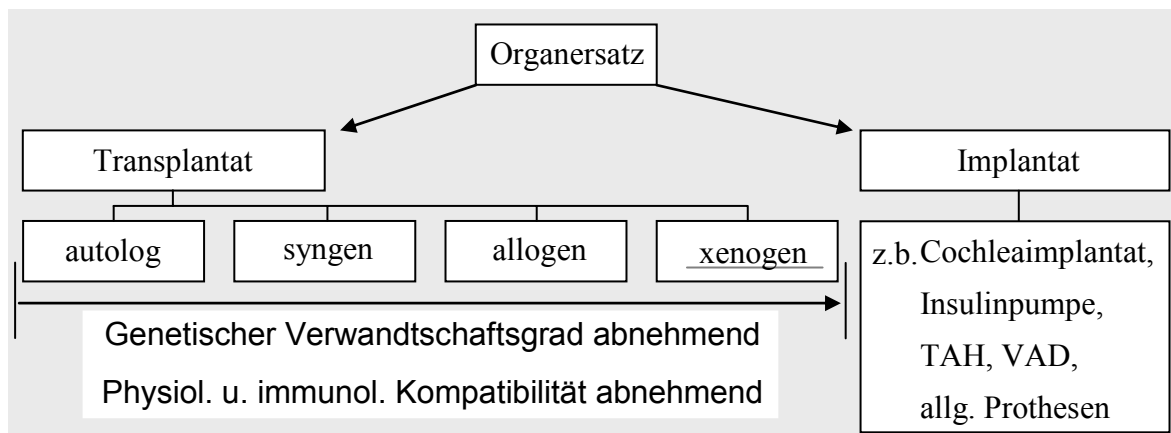 Organersatz
Transplantat
Implantat
autolog
syngen
allogen
xenogen
z.b. Cochleaimplantat,
Insulinpumpe,
TAH, VAD,
allg. Prothesen
Genetischer Verwandtschaftsgrad abnehmend
Physiol. u. immunol. Kompatibilität abnehmend